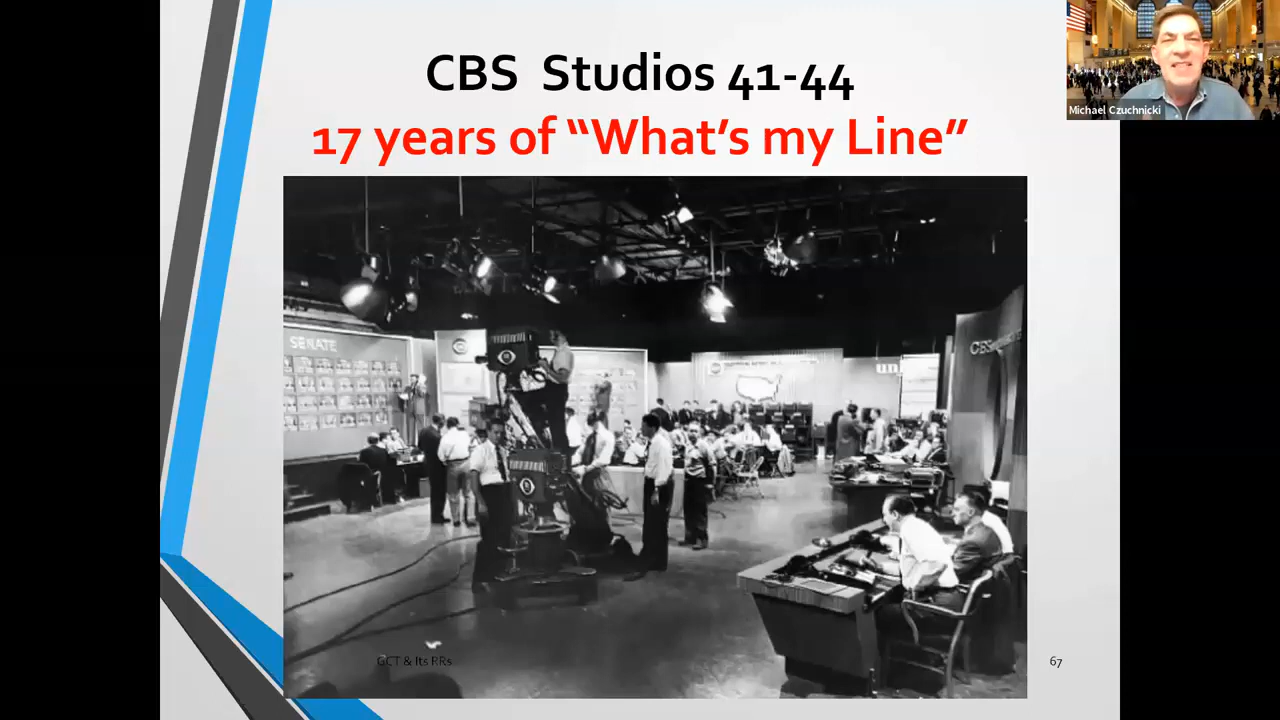 CBS Studios 41-44
17 years of “What’s my Line”
Michael Czuchnicki
SENATE
CBS
GCT & Its RRs
67